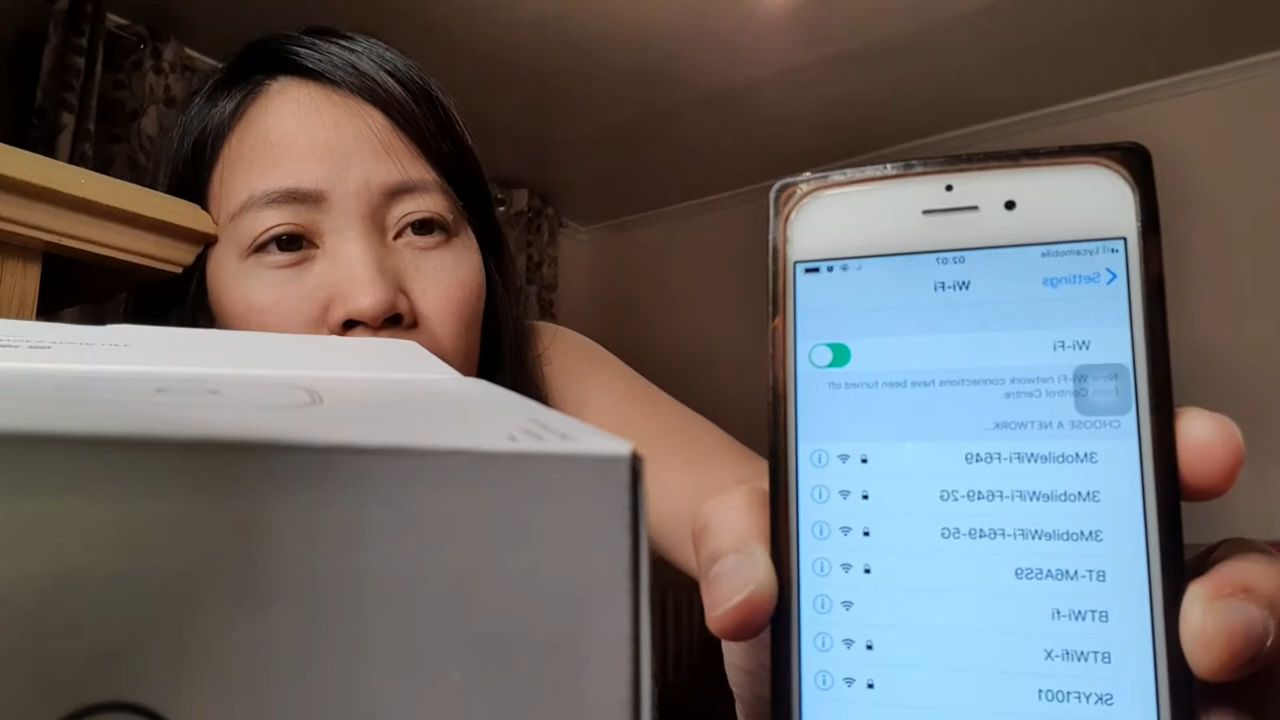 Lycamobile 02:07
Settings Wi-Fi
Wi-Fi
New Wi-Fi network connections have been turned off
from Control Centre.
CHOOSE A NETWORK...
3MobileWiFi-F649
3MobileWiFi-F649-2G
3MobileWiFi-F649-5G
BT-M6A5S9
BTWi-fi
BTWifi-X
SKYF1001